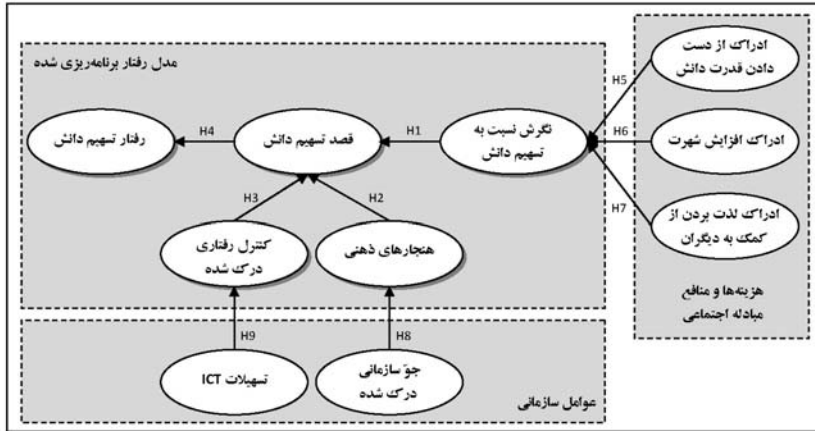 ادراک از دست
دادن قدرت دانش
H5
مدل رفتار برنامه‌ریزی شده
رفتار تسهیم دانش
H4
قصد تسهیم دانش
H1
نگرش نسبت به
تسهیم دانش
H6
ادراک افزایش شهرت
H3
H2
H7
ادراک لذت بردن از
کمک به دیگران
کنترل رفتاری
درک شده
هنجارهای ذهنی
هزینه‌ها و منافع
مبادله اجتماعی
H9
H8
تسهیلات ICT
جوّ سازمانی
درک شده
عوامل سازمانی